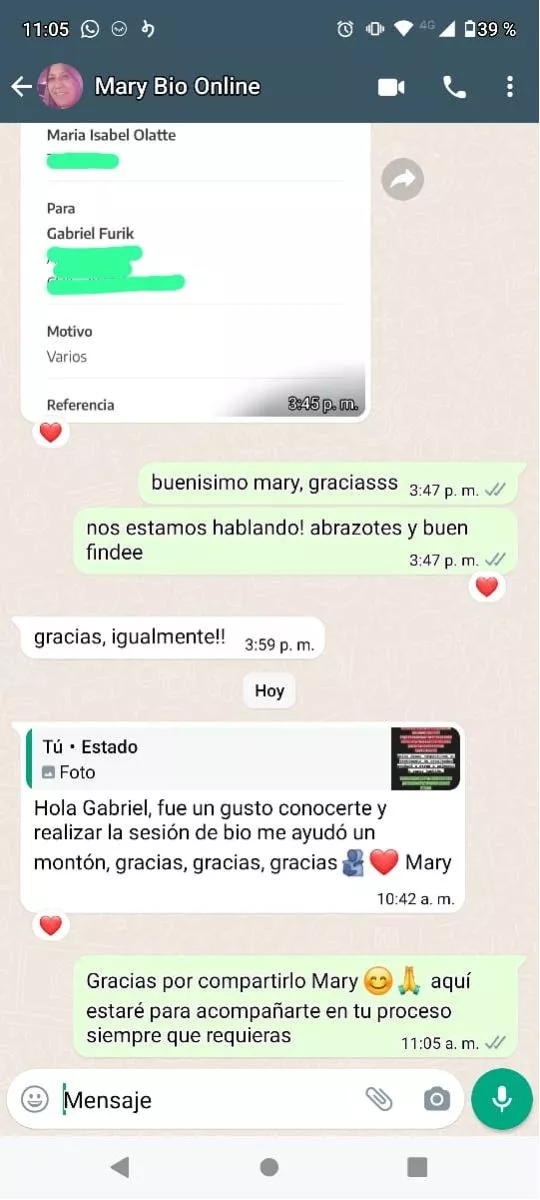 11:05
4G
39 %
Mary Bio Online
Maria Isabel Olatte
Para
Gabriel Furik
Motivo
Varios
Referencia
3:45 p. m.
❤️
buenisimo mary, graciasss 3:47 p. m.
nos estamos hablando! abrazotes y buen
findee
3:47 p. m.
❤️
gracias, igualmente!! 3:59 p. m.
Hoy
Tú • Estado
Foto
Hola Gabriel, fue un gusto conocerte y
realizar la sesión de bio me ayudó un
montón, gracias, gracias, gracias 🫂❤️ Mary
10:42 a. m.
❤️
Gracias por compartirlo Mary 😊🙏 aquí
estaré para acompañarte en tu proceso
siempre que requieras
11:05 a. m.
Mensaje